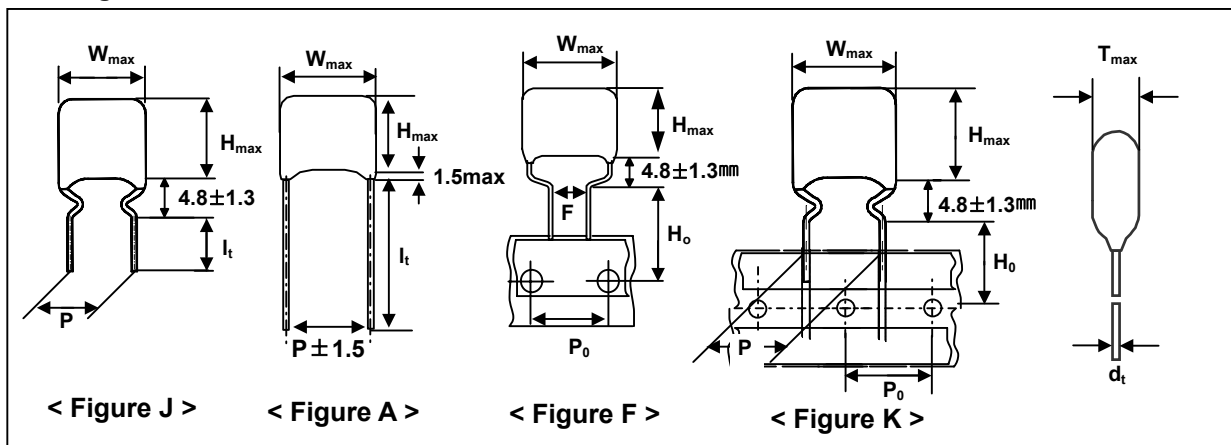 Wmax
Hmax
4.8±1.3
lt
P
< Figure J >
Wmax
Hmax
1.5max
lt
P±1.5
< Figure A >
Wmax
Hmax
4.8±1.3㎜
F
Ho
P0
< Figure F >
Wmax
Hmax
4.8±1.3㎜
H0
P
P0
< Figure K >
Tmax
dt